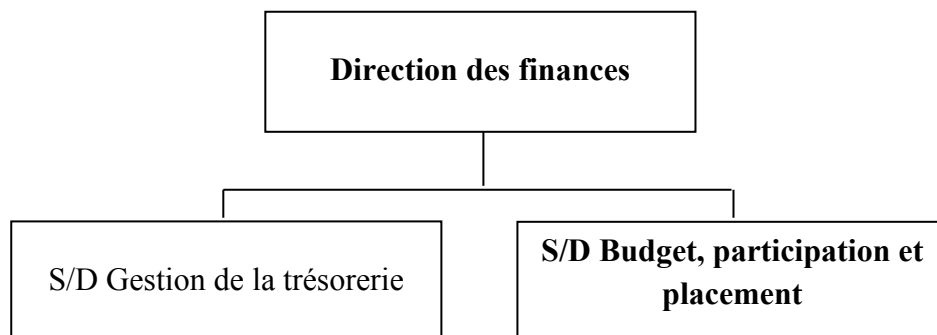 Direction des finances
S/D Gestion de la trésorerie
S/D Budget, participation et
placement